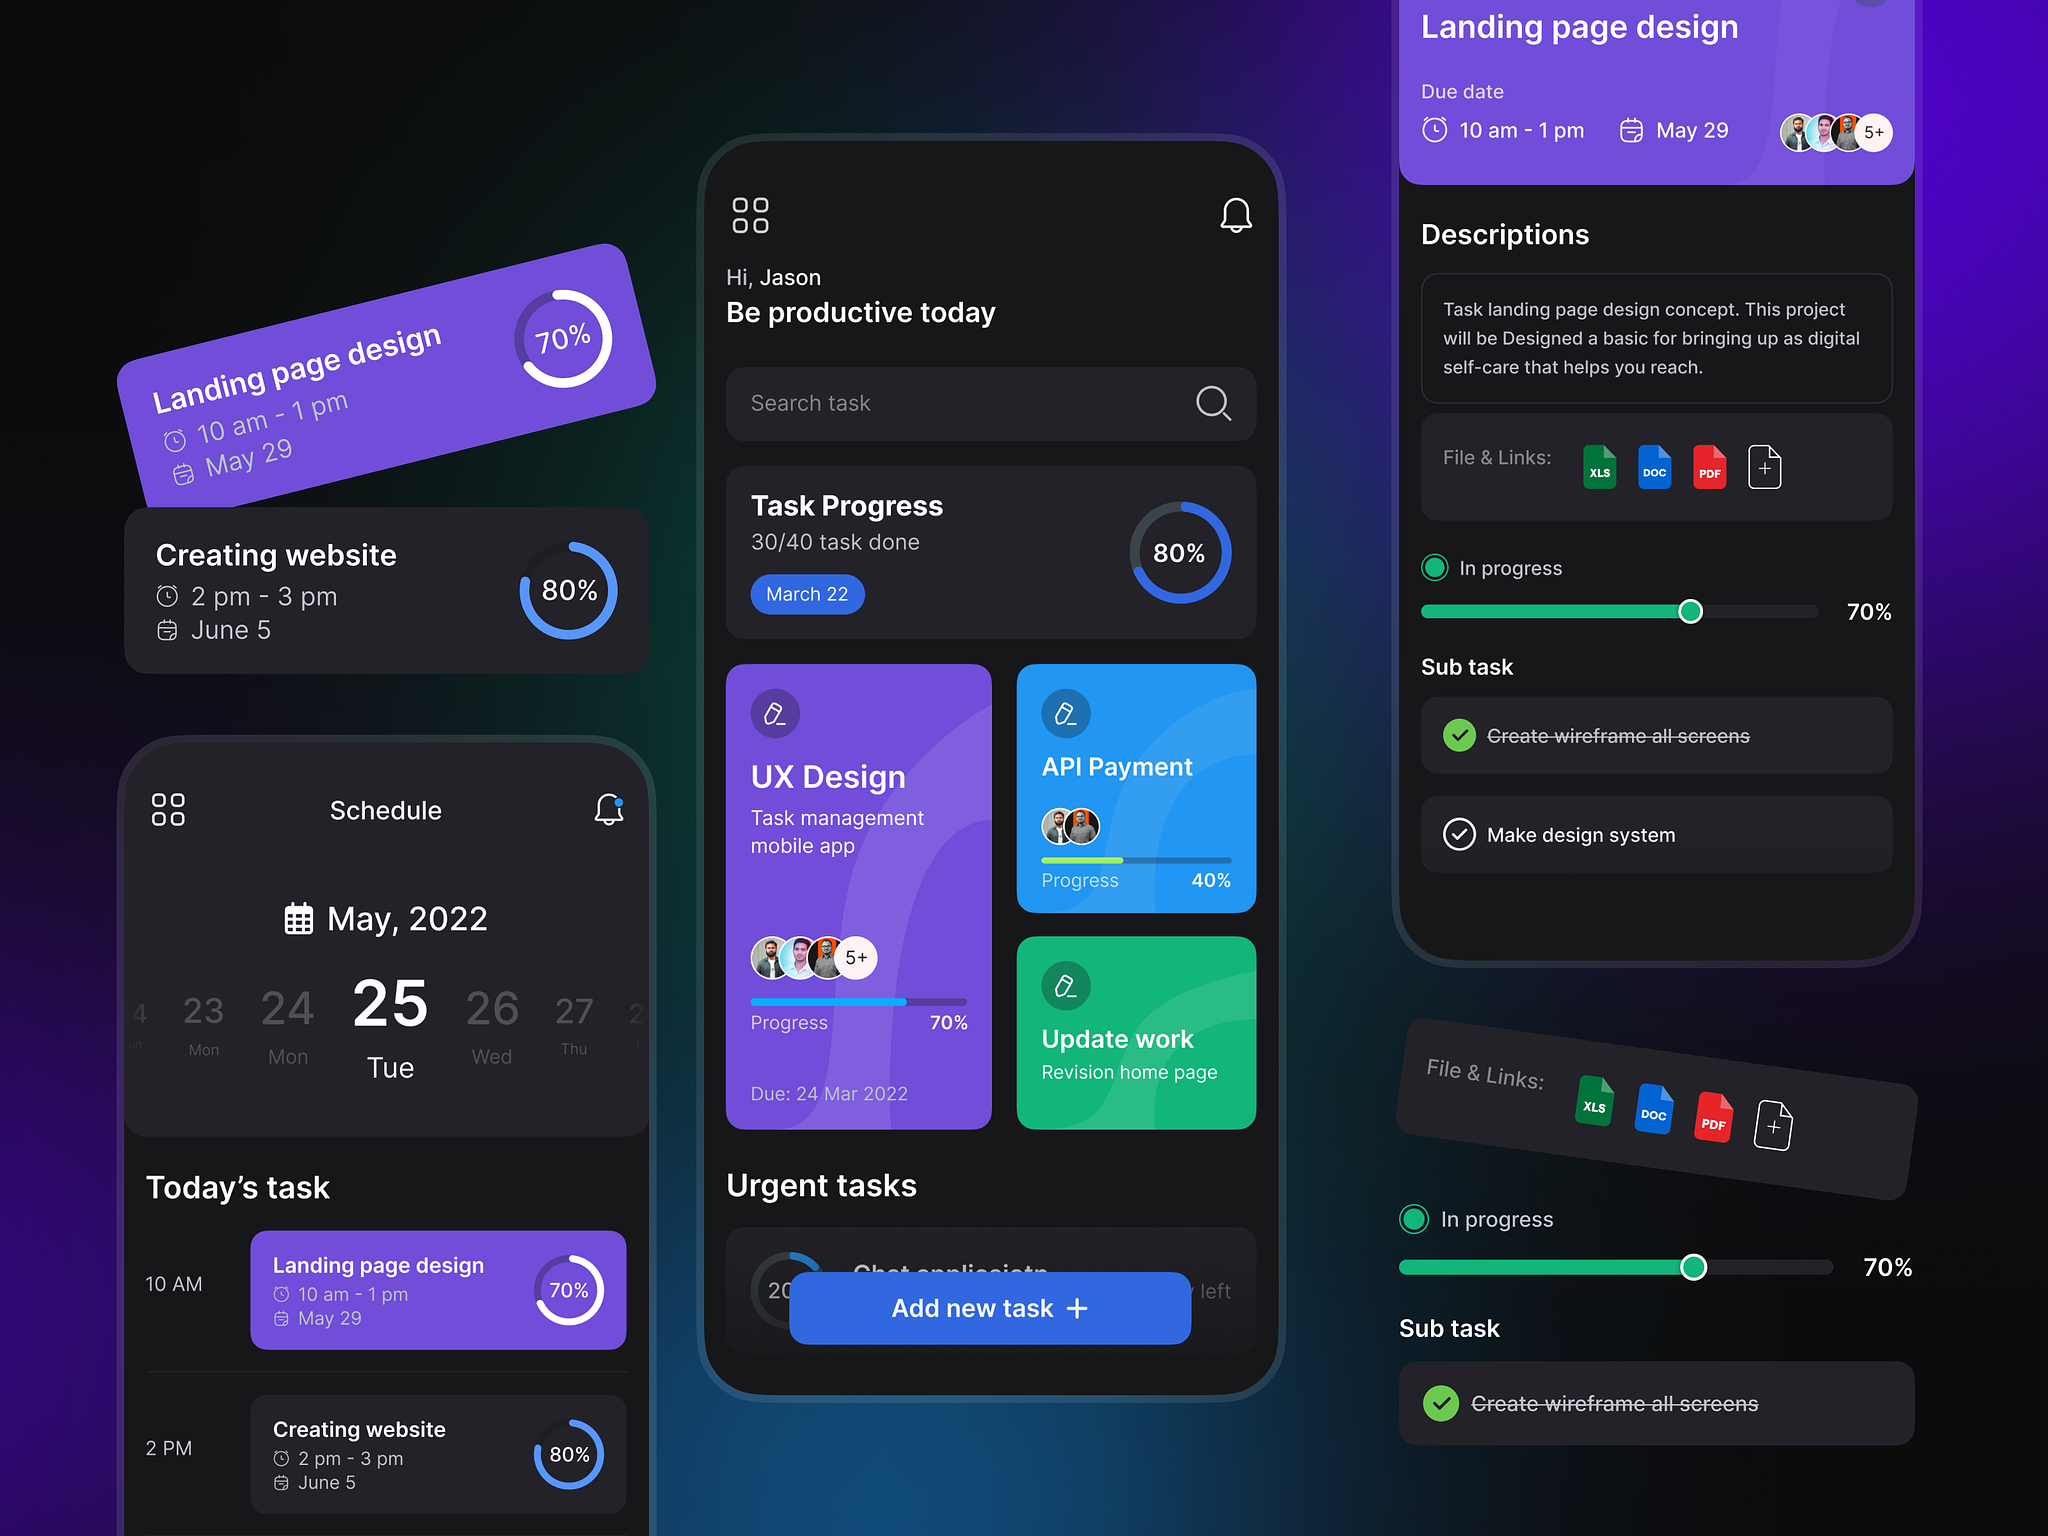 Landing page design
10 am - 1 pm
May 29
70%
Creating website
2 pm - 3 pm
June 5
80%
Schedule
May, 2022
4 23 24 25 26 27 2
Mon Mon Tue Wed Thu
Today’s task
10 AM
Landing page design
10 am - 1 pm
May 29
70%
2 PM
Creating website
2 pm - 3 pm
June 5
80%
Hi, Jason
Be productive today
Search task
Task Progress
30/40 task done
March 22
80%
UX Design
Task management
mobile app
5+
Progress 70%
Due: 24 Mar 2022
API Payment
Progress 40%
Update work
Revision home page
Urgent tasks
20
left
Add new task +
Landing page design
Due date
10 am - 1 pm May 29 5+
Descriptions
Task landing page design concept. This project
will be Designed a basic for bringing up as digital
self-care that helps you reach.
File & Links: XLS DOC PDF
In progress
70%
Sub task
Create wireframe all screens
Make design system
File & Links: XLS DOC PDF
In progress
70%
Sub task
Create wireframe all screens